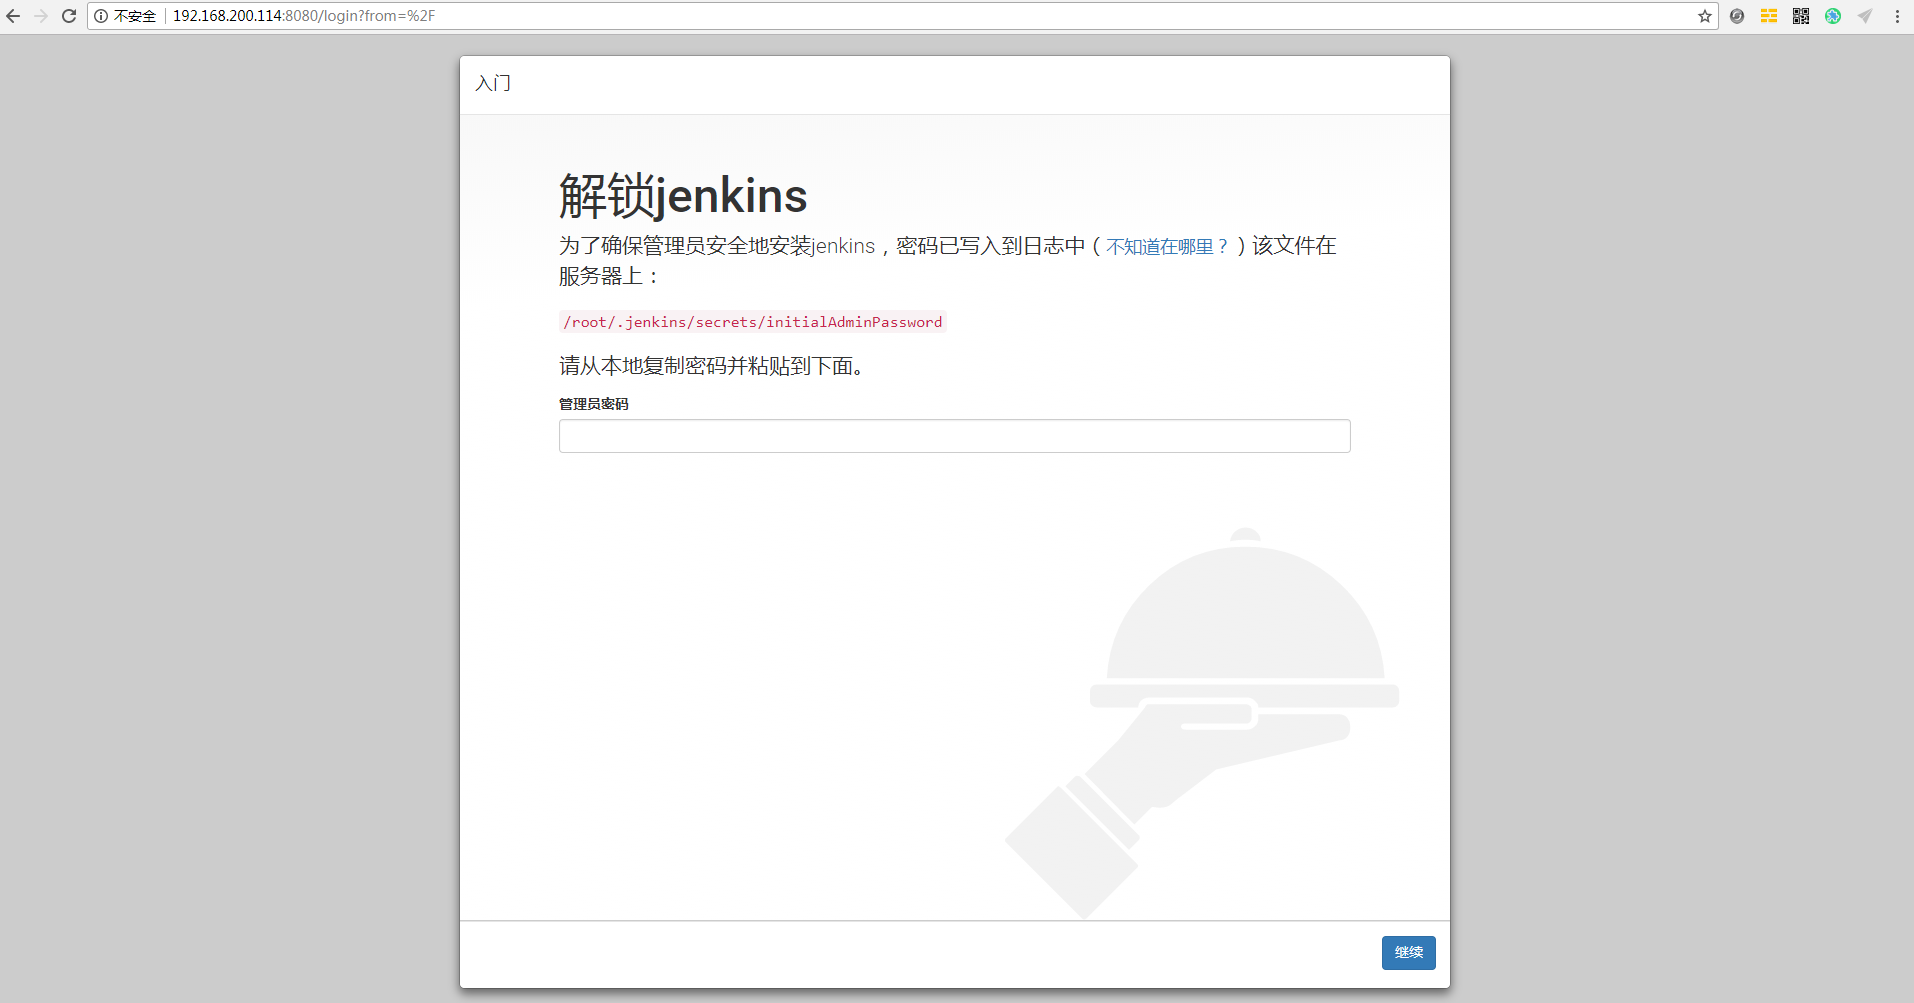 不安全 192.168.200.114:8080/login?from=%2F
入门
解锁jenkins
为了确保管理员安全地安装jenkins，密码已写入到日志中（不知道在哪里？）该文件在
服务器上：
/root/.jenkins/secrets/initialAdminPassword
请从本地复制密码并粘贴到下面。
管理员密码
继续